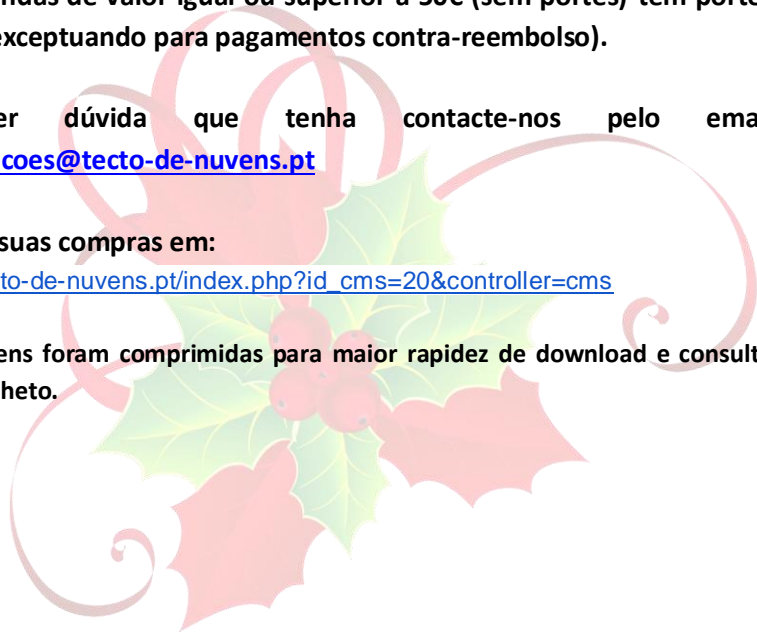 ndas de valor igual ou superior a 50€ (sem portes) têm porte
exceptuando para pagamentos contra-reembolso).
er dúvida que tenha contacte-nos pelo ema
coes@tecto-de-nuvens.pt
suas compras em:
to-de-nuvens.pt/index.php?id_cms=20&controller=cms
ens foram comprimidas para maior rapidez de download e consult
heto.